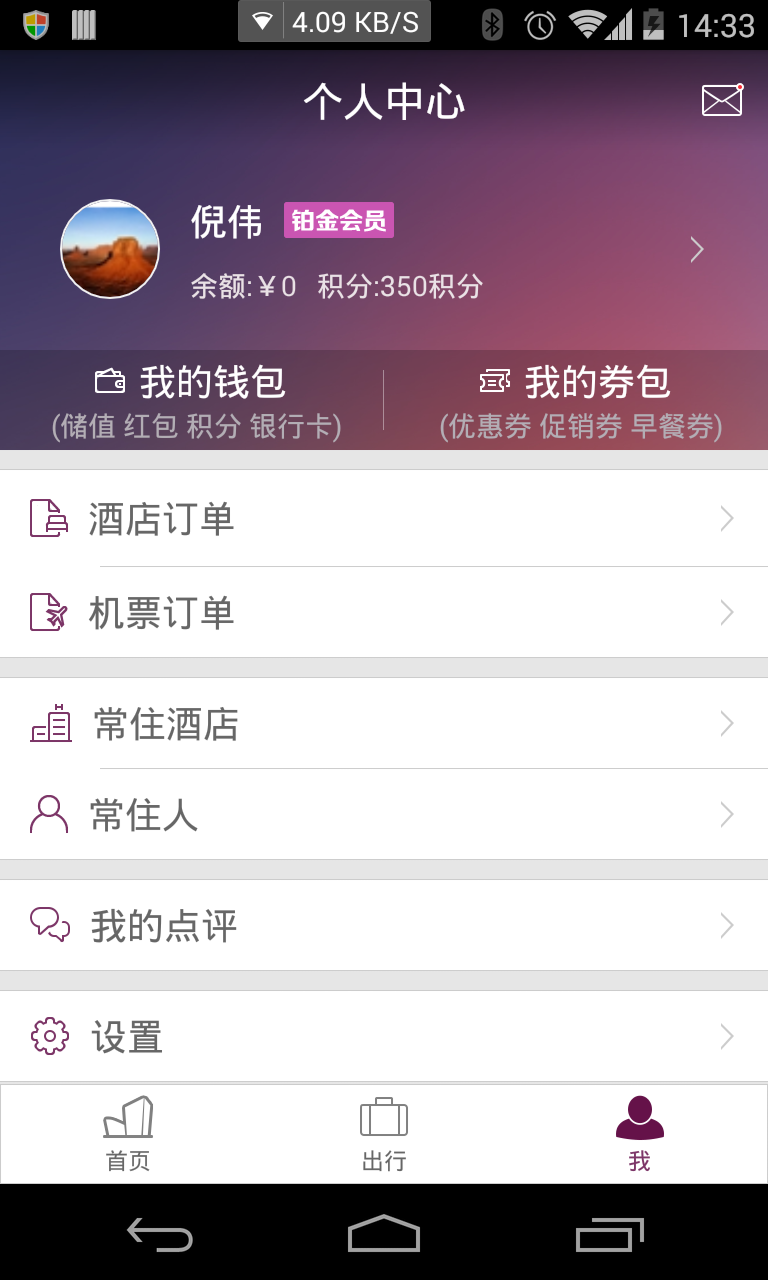 4.09 KB/S 14:33
个人中心
倪伟 铂金会员
余额:￥0 积分:350积分
我的钱包 我的券包
(储值 红包 积分 银行卡) (优惠券 促销券 早餐券)
酒店订单
机票订单
常住酒店
常住人
我的点评
设置
首页 出行 我